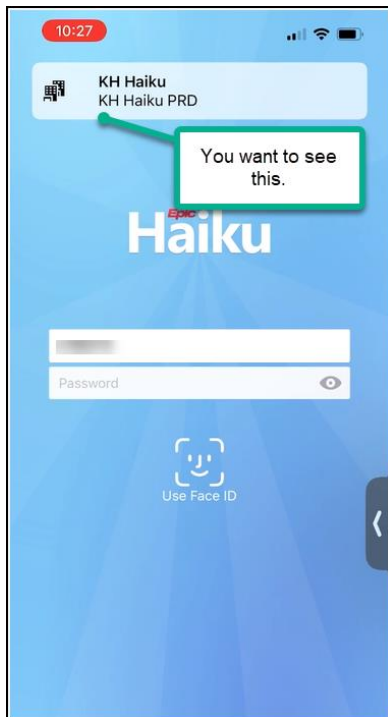 10:27
KH Haiku
KH Haiku PRD
You want to see
this.
Epic
Haiku
Password
Use Face ID